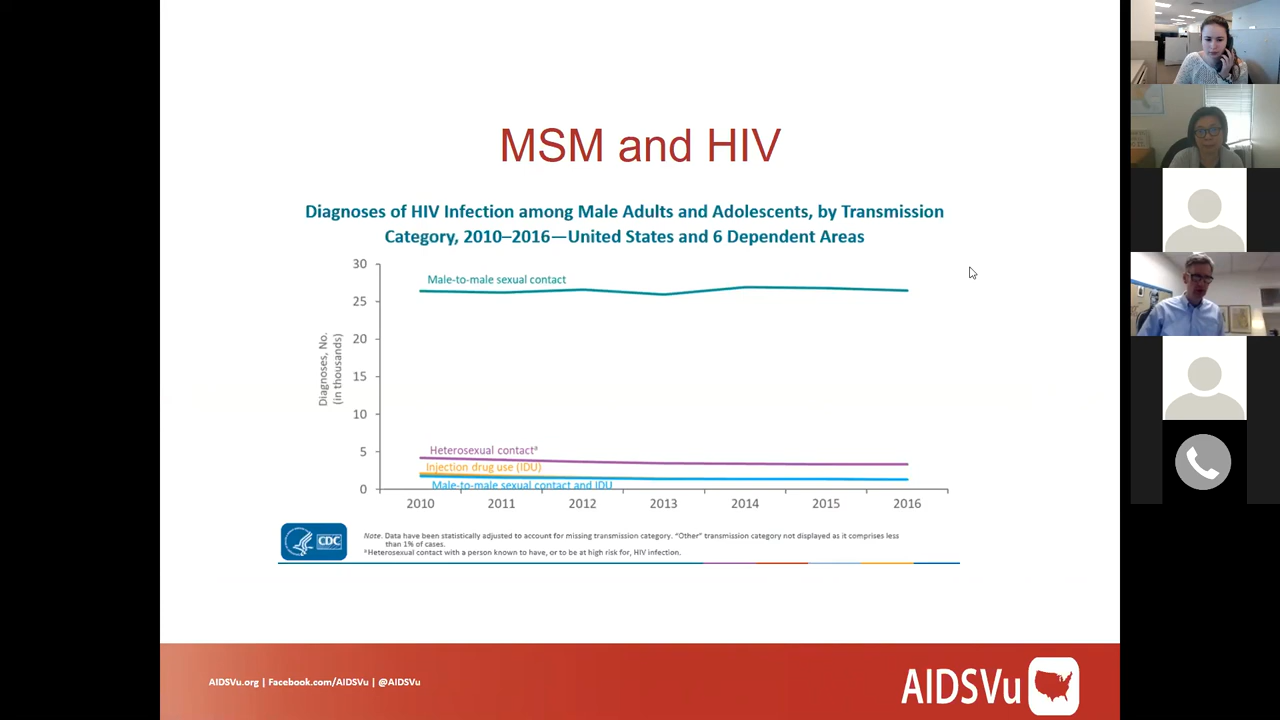 MSM and HIV
Diagnoses of HIV Infection among Male Adults and Adolescents, by Transmission
Category, 2010–2016—United States and 6 Dependent Areas
Diagnoses, No.
(in thousands)
30
25
20
15
10
5
0
Male-to-male sexual contact
Heterosexual contactᵃ
Injection drug use (IDU)
Male-to-male sexual contact and IDU
2010 2011 2012 2013 2014 2015 2016
CDC
Note. Data have been statistically adjusted to account for missing transmission category. "Other" transmission category not displayed as it comprises less
than 1% of cases.
ᵃ Heterosexual contact with a person known to have, or to be at high risk for, HIV infection.
AIDSVu.org | Facebook.com/AIDSVu | @AIDSVu
AIDSVu